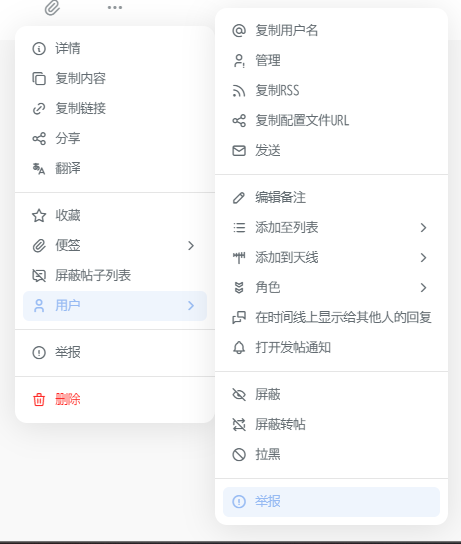 详情
复制内容
复制链接
分享
翻译
收藏
便签
屏蔽帖子列表
用户
举报
删除
复制用户名
管理
复制RSS
复制配置文件URL
发送
编辑备注
添加至列表
添加到天线
角色
在时间线上显示给其他人的回复
打开发帖通知
屏蔽
屏蔽转帖
拉黑
举报